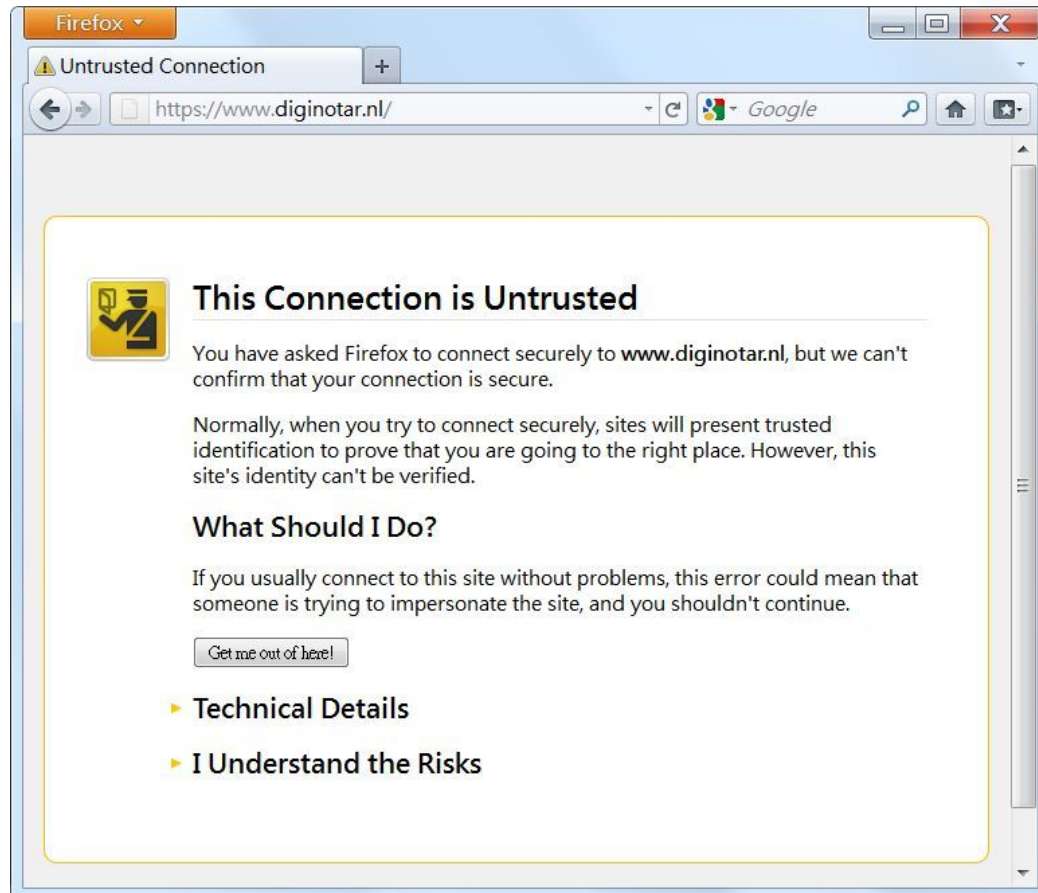 Firefox
Untrusted Connection
https://www.diginotar.nl/
Google
This Connection is Untrusted
You have asked Firefox to connect securely to www.diginotar.nl, but we can't
confirm that your connection is secure.
Normally, when you try to connect securely, sites will present trusted
identification to prove that you are going to the right place. However, this
site's identity can't be verified.
What Should I Do?
If you usually connect to this site without problems, this error could mean that
someone is trying to impersonate the site, and you shouldn't continue.
Get me out of here!
Technical Details
I Understand the Risks